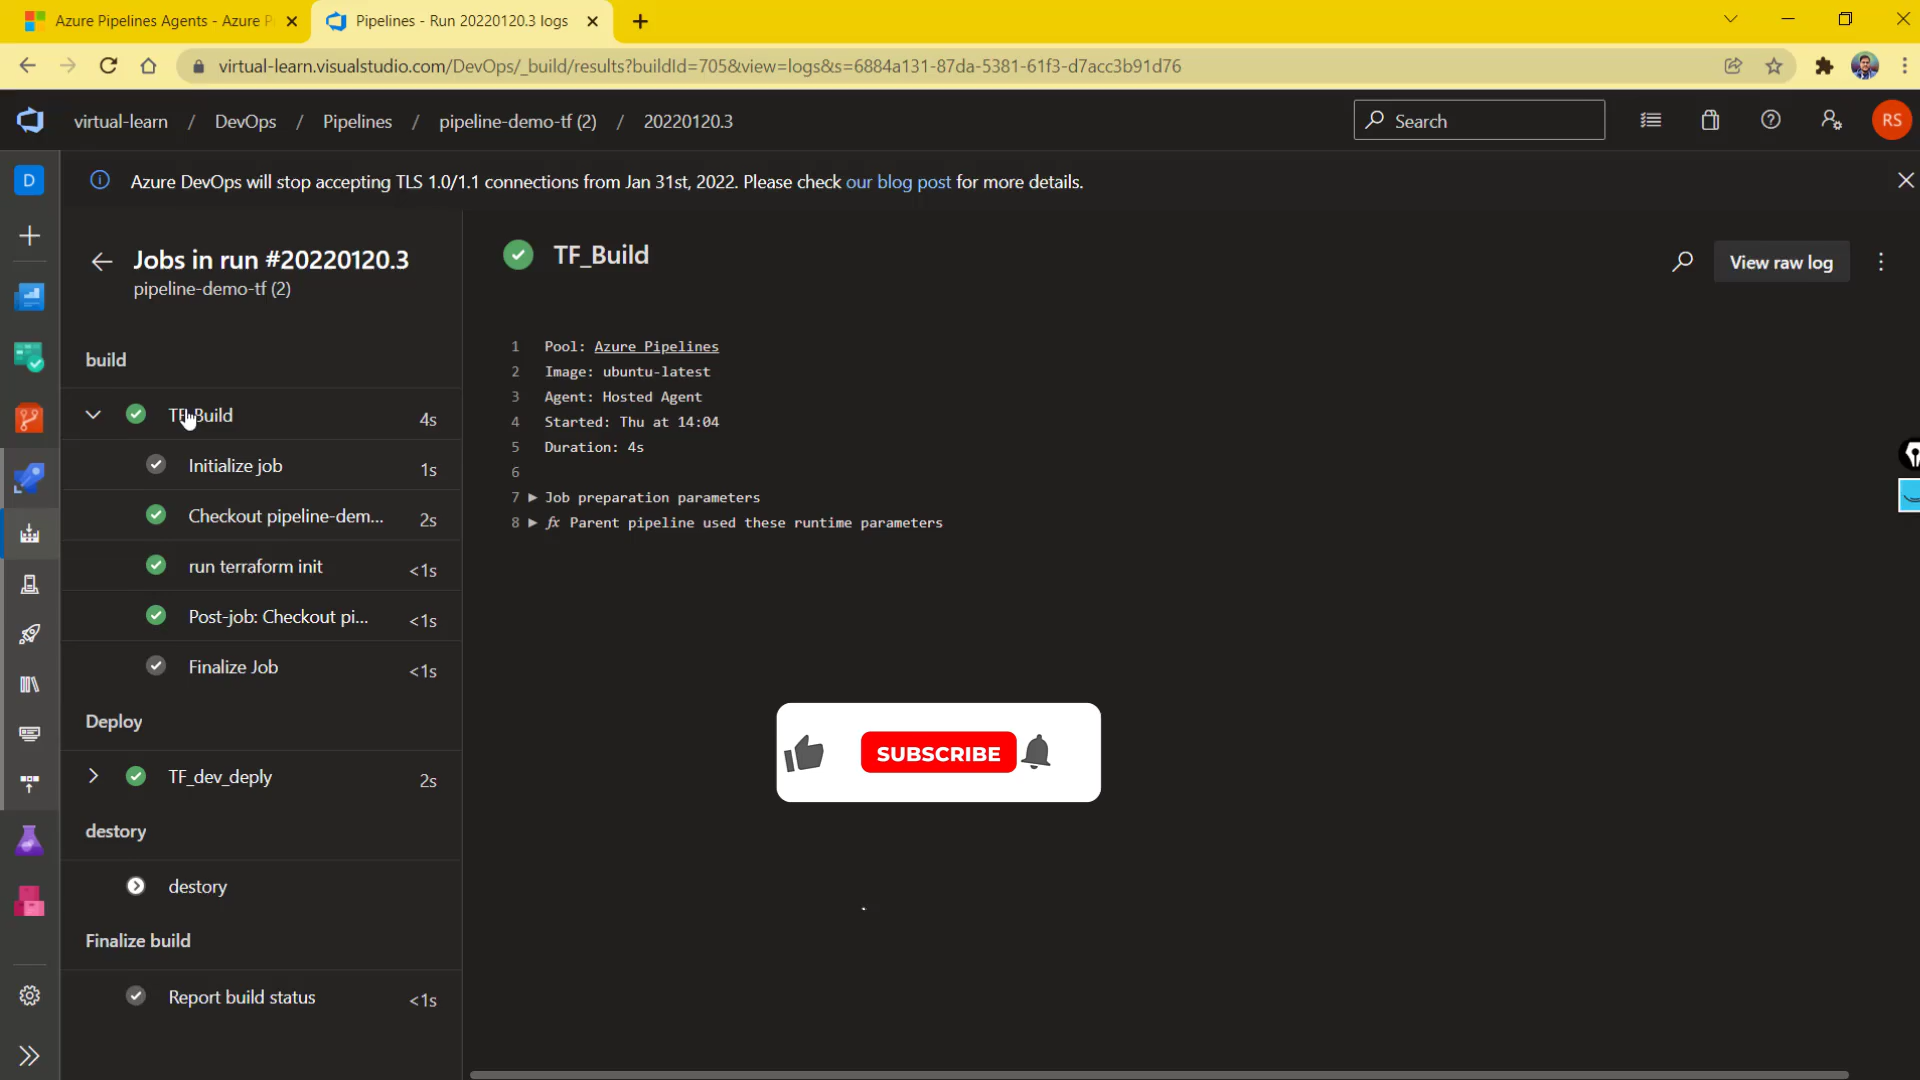 Azure Pipelines Agents - Azure P
Pipelines - Run 20220120.3 logs
virtual-learn.visualstudio.com/DevOps/_build/results?buildId=705&view=logs&s=6884a131-87da-5381-61f3-d7acc3b91d76
virtual-learn / DevOps / Pipelines / pipeline-demo-tf (2) / 20220120.3
Search
RS
D
Azure DevOps will stop accepting TLS 1.0/1.1 connections from Jan 31st, 2022. Please check our blog post for more details.
Jobs in run #20220120.3
pipeline-demo-tf (2)
build
TF_Build 4s
Initialize job 1s
Checkout pipeline-dem... 2s
run terraform init <1s
Post-job: Checkout pi... <1s
Finalize Job <1s
Deploy
TF_dev_deply 2s
destory
destory
Finalize build
Report build status <1s
TF_Build
View raw log
1 Pool: Azure Pipelines
2 Image: ubuntu-latest
3 Agent: Hosted Agent
4 Started: Thu at 14:04
5 Duration: 4s
6
7 Job preparation parameters
8 fx Parent pipeline used these runtime parameters
SUBSCRIBE